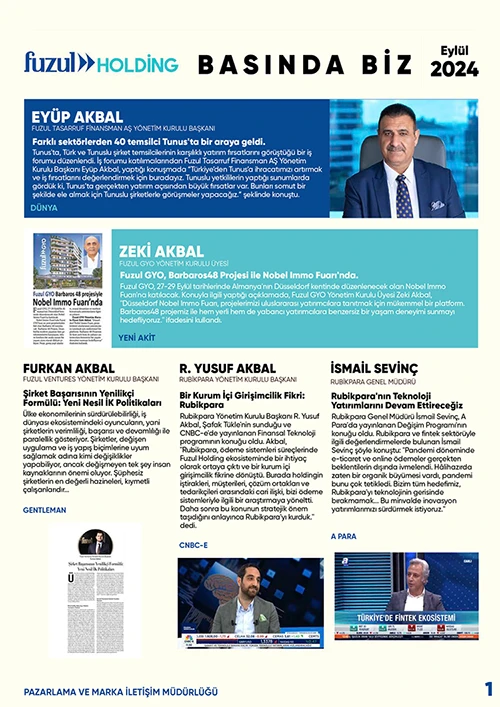 fuzul HOLDING
BASINDA BİZ
Eylül
2024
EYÜP AKBAL
FUZUL TASARRUF FİNANSMAN AŞ YÖNETİM KURULU BAŞKANI
Farklı sektörlerden 40 temsilci Tunus'ta bir araya geldi.
Tunus'ta, Türk ve Tunuslu şirket temsilcilerinin karşılıklı yatırım fırsatlarını görüştüğü bir iş
forumu düzenlendi. İş forumu katılımcılarından Fuzul Tasarruf Finansman AŞ Yönetim
Kurulu Başkanı Eyüp Akbal, yaptığı konuşmada "Türkiye'den Tunus'a ihracatımızı artırmak
ve iş fırsatlarını değerlendirmek için buradayız. Tunuslu yetkililerin yaptığı sunumlarda
gördük ki, Tunus'ta gerçekten yatırım açısından büyük fırsatlar var. Bunları somut bir
şekilde ele almak için Tunuslu şirketlerle görüşmeler yapacağız." şeklinde konuştu.
DÜNYA
Fuzul GYO Barbaros 48 projesiyle
Nobel Immo Fuarı'nda
ZEKİ AKBAL
FUZUL GYO YÖNETİM KURULU ÜYESİ
Fuzul GYO, Barbaros48 Projesi ile Nobel Immo Fuarı'nda.
Fuzul GYO, 27-29 Eylül tarihlerinde Almanya'nın Düsseldorf kentinde düzenlenecek olan Nobel Immo
Fuarı'na katılacak. Konuyla ilgili yaptığı açıklamada, Fuzul GYO Yönetim Kurulu Üyesi Zeki Akbal,
"Düsseldorf Nobel Immo Fuarı, projelerimizi uluslararası yatırımcılara tanıtmak için mükemmel bir platform.
Barbaros48 projemiz ile hem yerli hem de yabancı yatırımcılara benzersiz bir yaşam deneyimi sunmayı
hedefliyoruz." ifadesini kullandı.
YENİ AKİT
FURKAN AKBAL
FUZUL VENTURES YÖNETİM KURULU BAŞKANI
Şirket Başarısının Yenilikçi
Formülü: Yeni Nesil İK Politikaları
Ülke ekonomilerinin sürdürülebilirliği, iş
dünyası ekosistemideki oyuncuların, yani
şirketlerin verimliliği, başarısı ve devamlılığı ile
paralellik gösteriyor. Şirketler, değişen
uygulama ve iş yapış biçimlerine uyum
sağlamak adına kimi değişiklikler
yapabiliyor, ancak değişmeyen tek şey insan
kaynaklarının önemi oluyor. Şüphesiz
şirketlerin en değerli hazineleri, kıymetli
çalışanlarıdır...
GENTLEMAN
Şirket Başarısının Yenilikçi Formülü:
Yeni Nesil İK Politikaları
R. YUSUF AKBAL
RUBİKPARA YÖNETİM KURULU BAŞKANI
Bir Kurum İçi Girişimcilik Fikri:
Rubikpara
Rubikpara Yönetim Kurulu Başkanı R. Yusuf
Akbal, Şafak Tükle'nin sunduğu ve
CNBC-e'de yayınlanan Finansal Teknoloji
programının konuğu oldu. Akbal,
"Rubikpara, ödeme sistemleri süreçlerinde
Fuzul Holding ekosisteminde bir ihtiyaç
olarak ortaya çıktı ve bir kurum içi
girişimcilik fikrine dönüştü. Burada holdingin
iştirakleri, müşterileri, çözüm ortakları ve
tedarikçileri arasındaki cari ilişki, bizi ödeme
sistemleriyle ilgili bir araştırmaya yöneltti.
Daha sonra bu konunun stratejik önem
taşıdığını anlayınca Rubikpara'yı kurduk."
dedi.
CNBC-E
İSMAİL SEVİNÇ
RUBİKPARA GENEL MÜDÜRÜ
Rubikpara'nın Teknoloji
Yatırımlarını Devam Ettireceğiz
Rubikpara Genel Müdürü İsmail Sevinç, A
Para'da yayınlanan Değişim Programı'nın
konuğu oldu. Rubikpara ve fintek sektörüyle
ilgili değerlendirmelerde bulunan İsmail
Sevinç şöyle konuştu: "Pandemi döneminde
e-ticaret ve online ödemeler gerçekten
beklentilerin dışında ivmelendi. Hâlihazırda
zaten bir organik büyümesi vardı, pandemi
bunu çok tetikledi. Bizim tüm hedefimiz,
Rubikpara'yı teknolojinin gerisinde
bırakmamak... Bu minvalde inovasyon
yatırımlarımızı sürdürmek istiyoruz."
A PARA
TÜRKİYE'DE FINTEK EKOSİSTEMİ
PAZARLAMA VE MARKA İLETİŞİM MÜDÜRLÜĞÜ
1